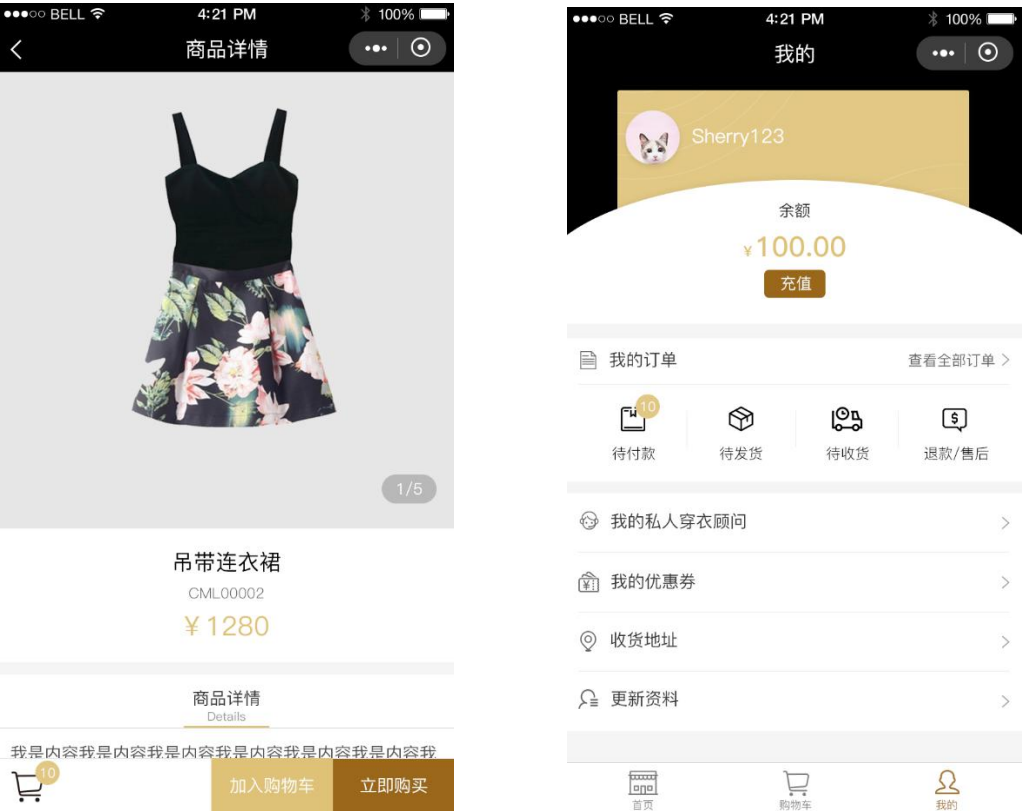 BELL 4:21 PM 100%
商品详情
1/5
吊带连衣裙
CML00002
¥1280
商品详情
Details
我是内容我是内容我是内容我是内容我是内容我是内容我
10
加入购物车 立即购买
BELL 4:21 PM 100%
我的
Sherry123
余额
¥100.00
充值
我的订单 查看全部订单
10
待付款 待发货 待收货 退款/售后
我的私人穿衣顾问
我的优惠券
收货地址
更新资料
首页 购物车 我的